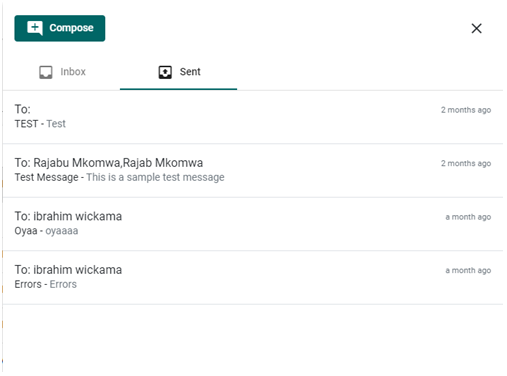 Compose
Inbox
Sent
To:
2 months ago
TEST - Test
To: Rajabu Mkomwa,Rajab Mkomwa
2 months ago
Test Message - This is a sample test message
To: ibrahim wickama
a month ago
Oyaa - oyaaaa
To: ibrahim wickama
a month ago
Errors - Errors